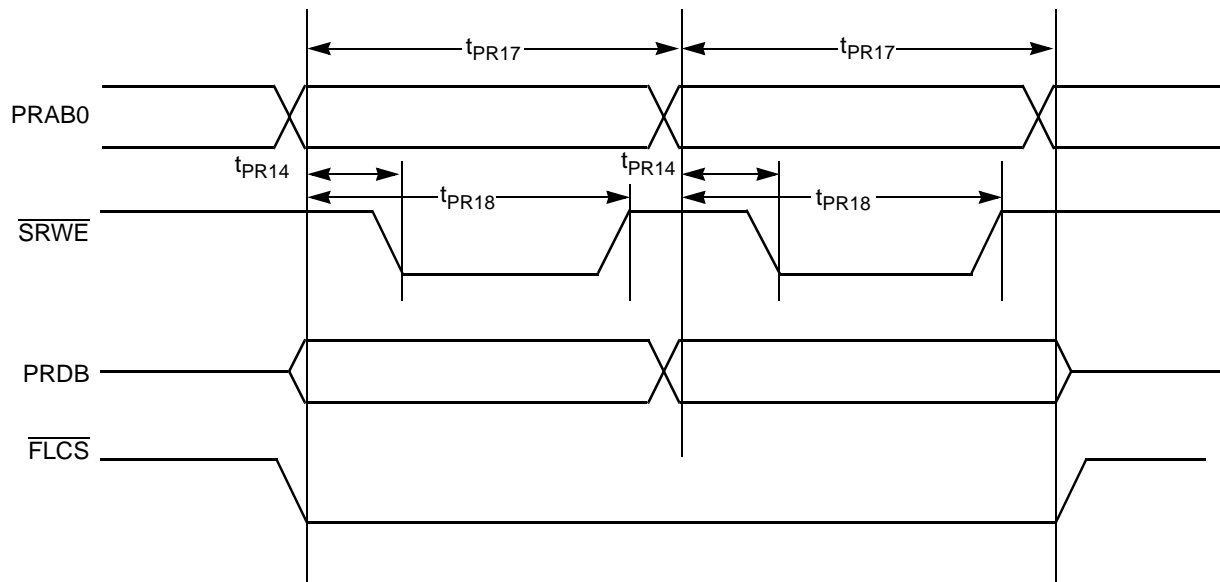 tPR17 tPR17
PRAB0
tPR14 tPR14
tPR18 tPR18
SRWE
PRDB
FLCS